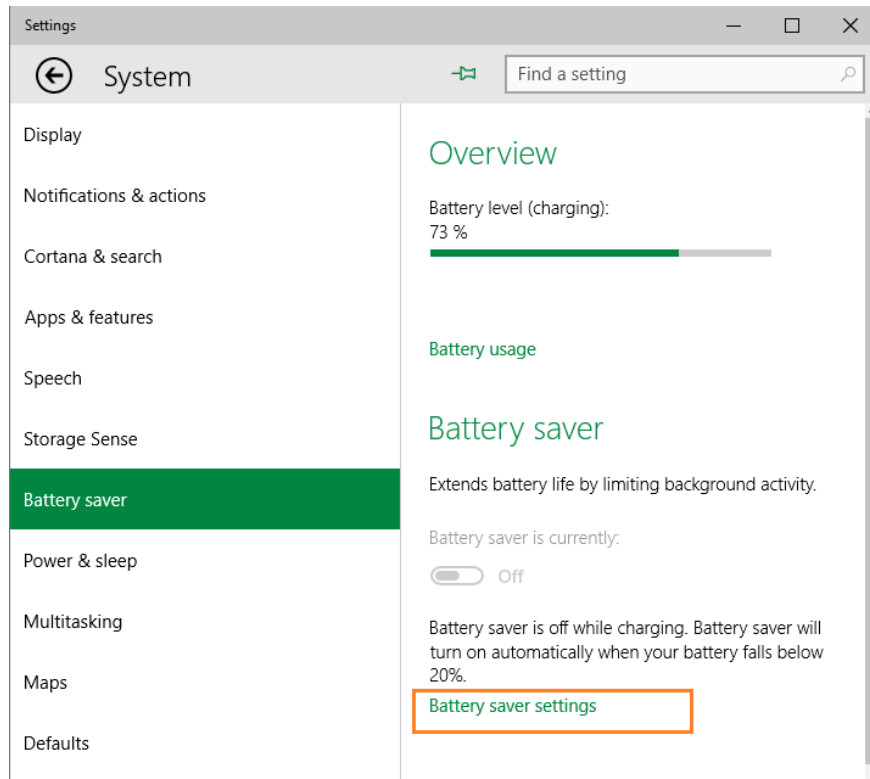 Settings
System
Find a setting
Display
Notifications & actions
Cortana & search
Apps & features
Speech
Storage Sense
Battery saver
Power & sleep
Multitasking
Maps
Defaults
Overview
Battery level (charging):
73 %
Battery usage
Battery saver
Extends battery life by limiting background activity.
Battery saver is currently:
Off
Battery saver is off while charging. Battery saver will
turn on automatically when your battery falls below
20%.
Battery saver settings